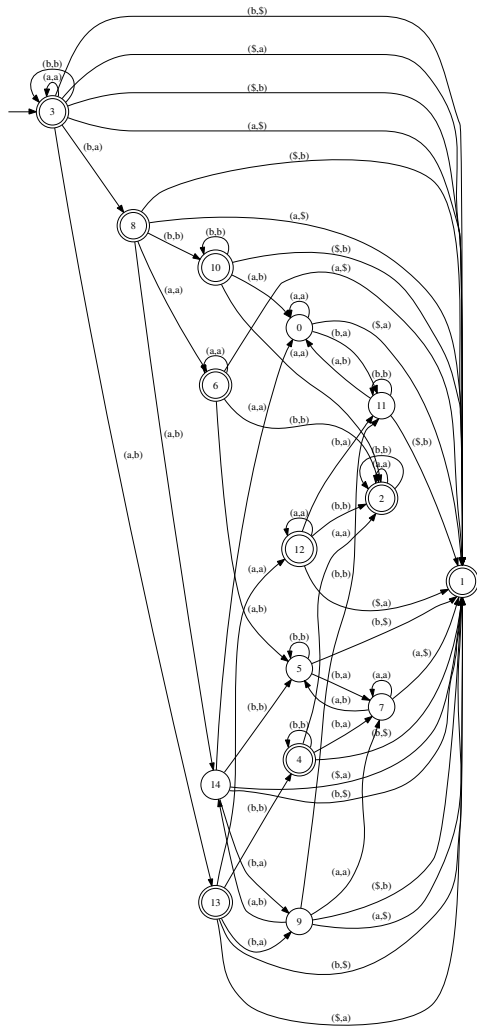 (b,$)
($,a)
(b,b)
(a,a)
($,b)
3
(a,$)
(b,a)
($,b)
8
(a,$)
(b,b)
(b,b)
($,b)
10
(a,$)
(a,b)
(a,a)
(a,a)
0
($,a)
(b,a)
(a,a)
(a,b)
(b,b)
(a,a)
6
11
(a,a)
(b,b)
(a,b)
(a,b)
(b,a)
($,b)
(b,b)
(a,a)
2
(b,b)
(a,a)
12
(a,a)
(a,a)
(b,b)
1
($,a)
(a,b)
(b,$)
(b,b)
5
(a,$)
(b,a)
(a,a)
(a,b)
7
(b,b)
(b,a)
(b,b)
(b,$)
4
($,a)
14
(b,$)
(b,b)
(b,a)
(a,a)
($,b)
13
(a,b)
(a,$)
9
(b,a)
(b,$)
($,a)